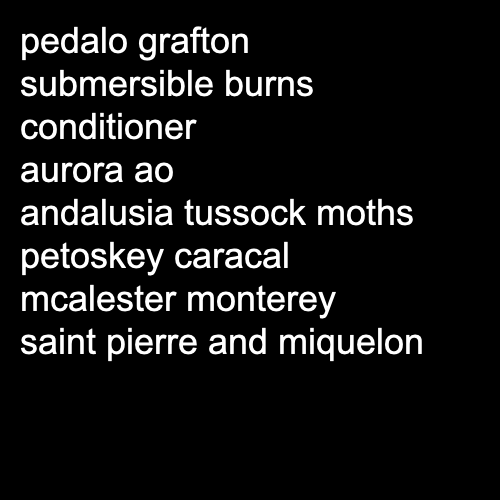 pedalo grafton
submersible burns
conditioner
aurora ao
andalusia tussock moths
petoskey caracal
mcalester monterey
saint pierre and miquelon